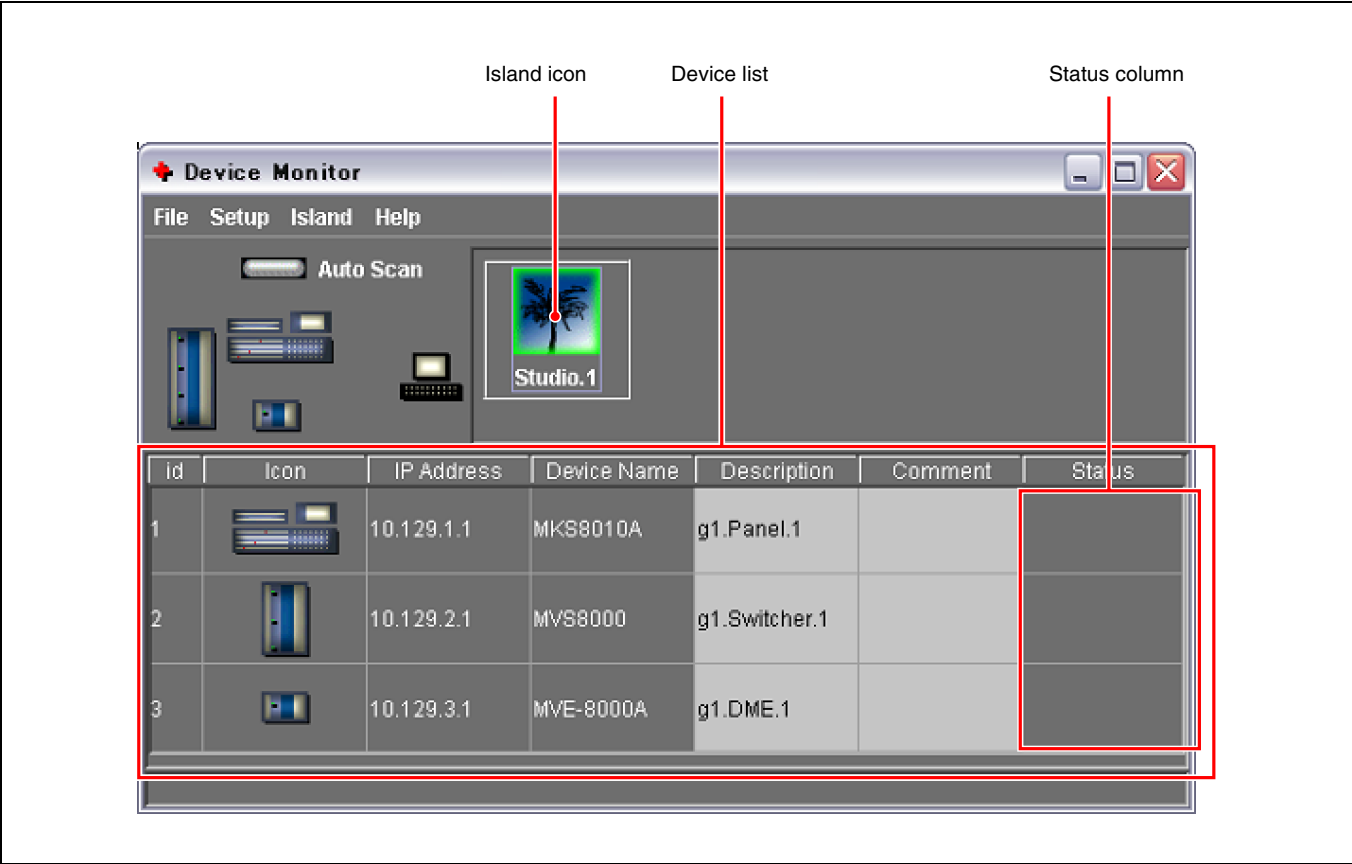 Island icon Device list Status column
Device Monitor
File Setup Island Help
Auto Scan
Studio.1
id Icon IP Address Device Name Description Comment Status
1 10.129.1.1 MKS8010A g1.Panel.1
2 10.129.2.1 MVS8000 g1.Switcher.1
3 10.129.3.1 MVE-8000A g1.DME.1